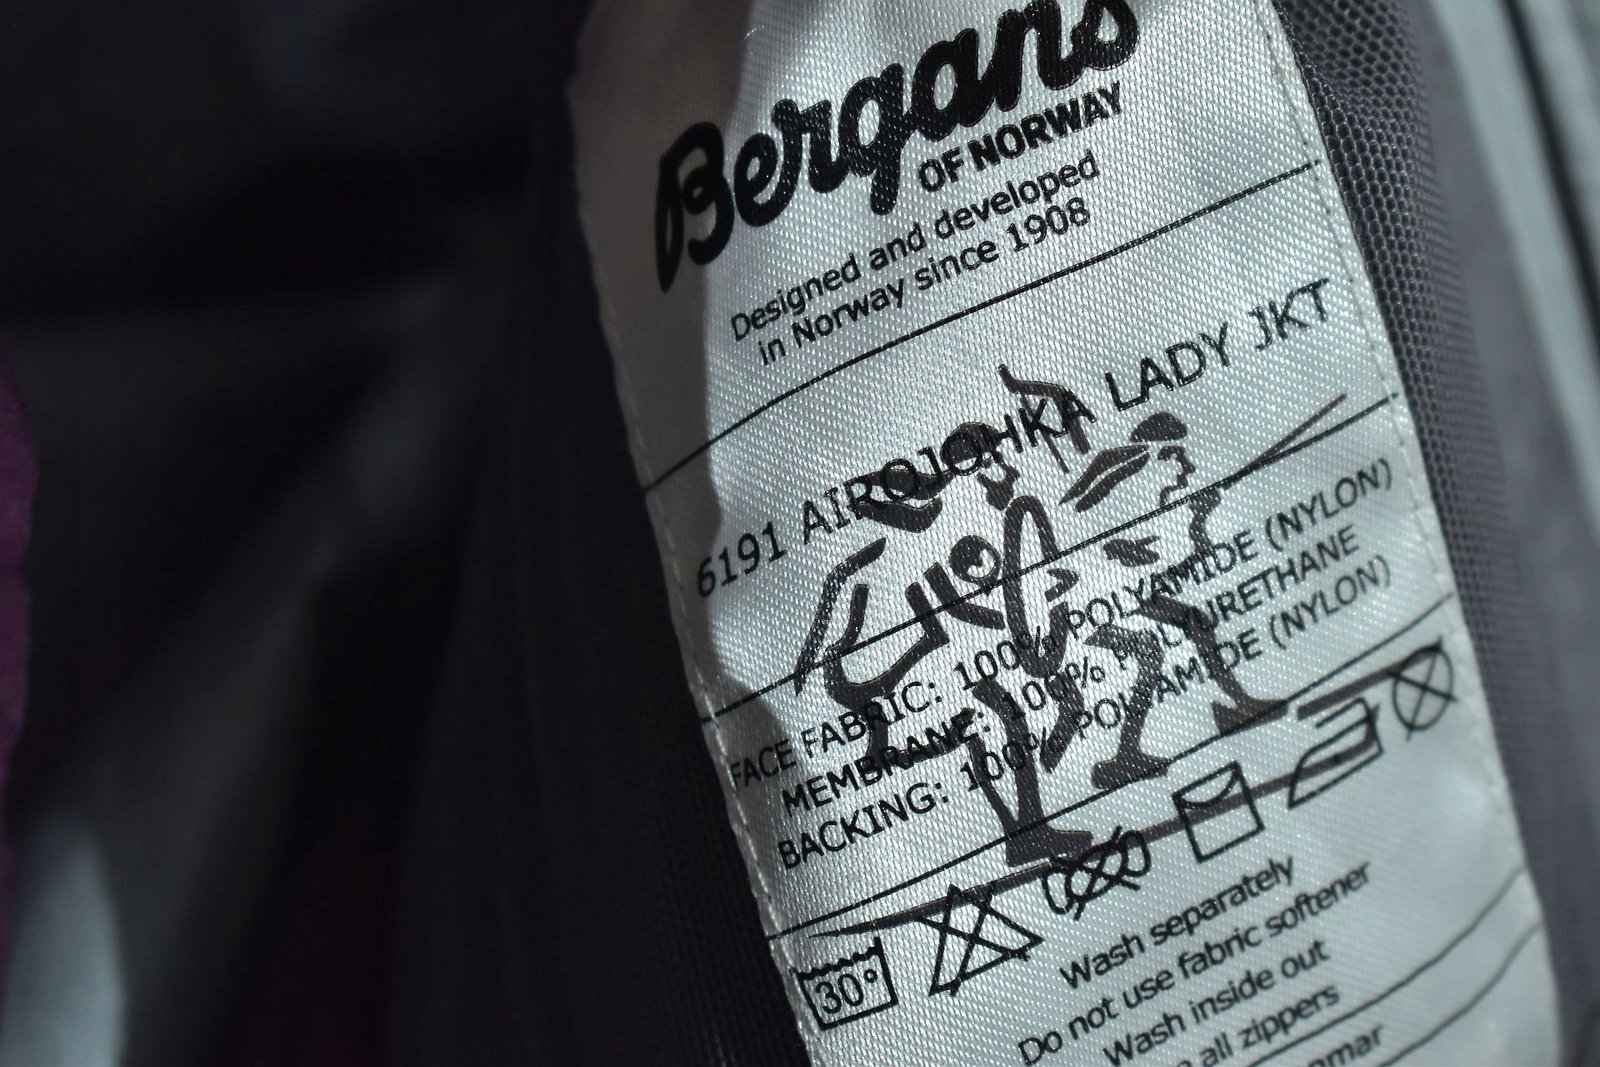 Bergans
OF NORWAY
Designed and developed
in Norway since 1908
6191 AIROJOHKA LADY JKT
FACE FABRIC: 100% POLYAMIDE (NYLON)
MEMBRANE: 100% POLYURETHANE
BACKING: 100% POLYAMIDE (NYLON)
30°
Wash separately
Do not use fabric softener
Wash inside out
all zippers